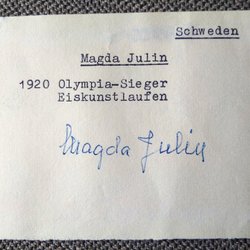 Schweden
Magda Julin
1920 Olympia-Sieger
Eiskunstlaufen
Magda Julin